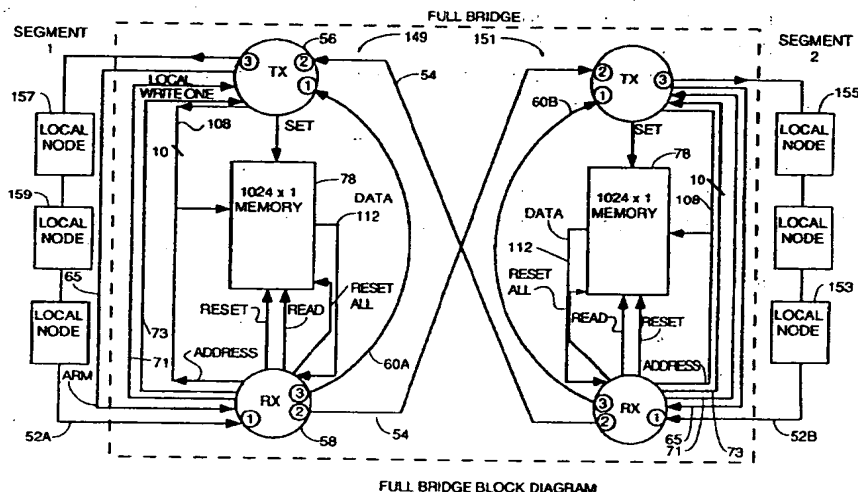 FULL BRIDGE
SEGMENT
1
SEGMENT
2
56
149
151
3
TX
2
1
2
TX
3
1
54
60B
157
LOCAL
NODE
LOCAL
WRITE ONE
108
10
SET
SET
155
LOCAL
NODE
159
LOCAL
NODE
78
1024 x 1
MEMORY
DATA
112
78
1024 x 1
MEMORY
DATA
112
10
108
LOCAL
NODE
65
LOCAL
NODE
73
71
RESET
READ
RESET
ALL
RESET
ALL
READ
RESET
153
LOCAL
NODE
ADDRESS
60A
ADDRESS
ARM
RX
3
2
1
58
54
3
RX
2
1
52A
65
71
73
52B
FULL BRIDGE BLOCK DIAGRAM